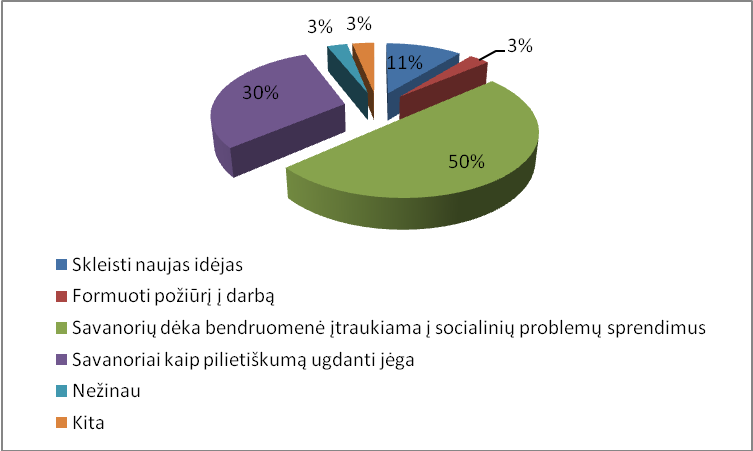 3%
3%
11%
3%
30%
50%
Skleisti naujas idėjas
Formuoti požiūrį į darbą
Savanorių dėka bendruomenė įtraukiama į socialinių problemų sprendimus
Savanoriai kaip pilietiškumą ugdanti jėga
Nežinau
Kita